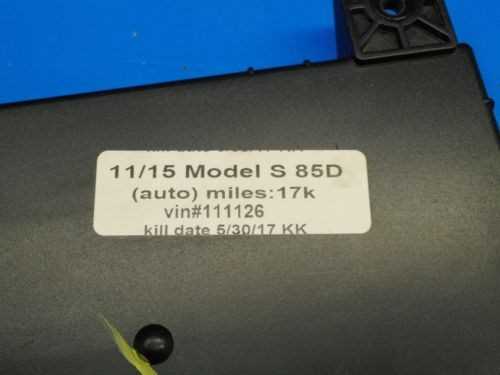 11/15 Model S 85D
(auto) miles:17k
vin#111126
kill date 5/30/17 KK